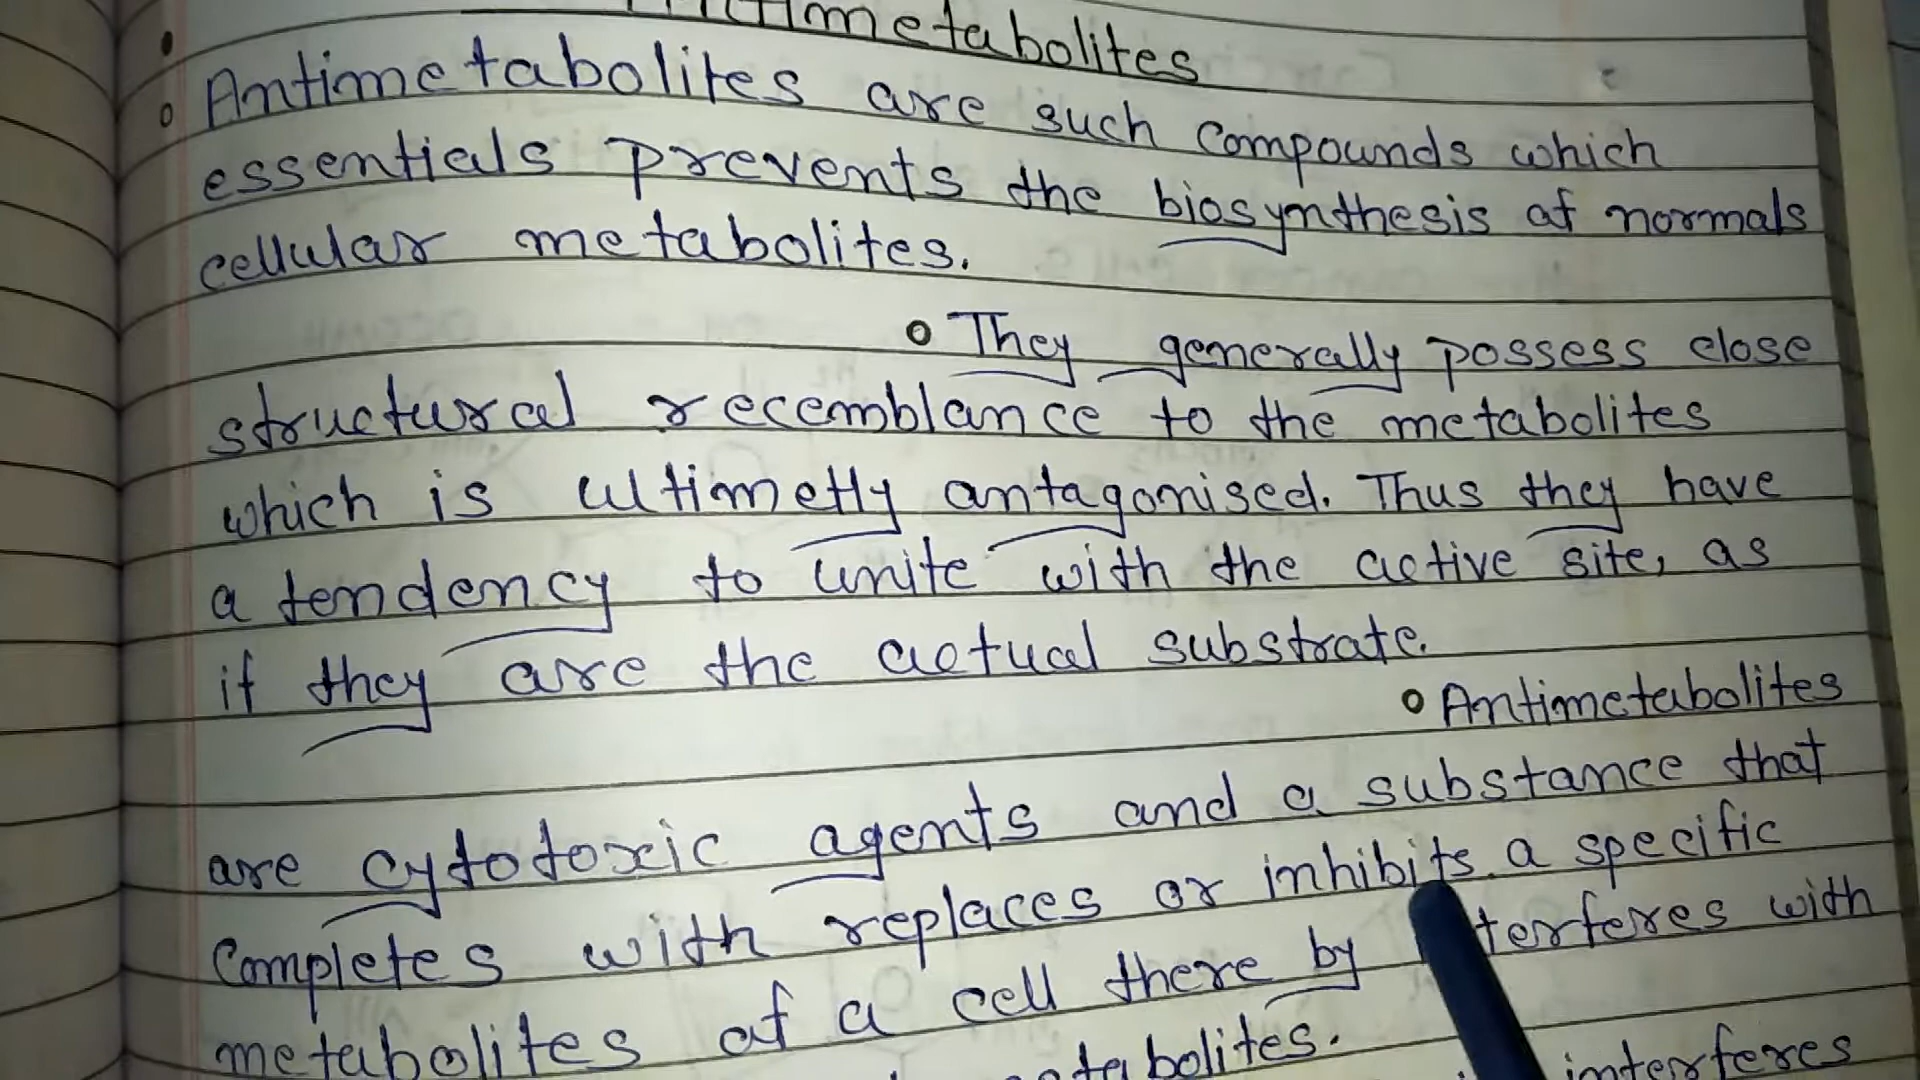 Antimetabolites
Antimetabolites are such compounds which
essentials prevents the biosynthesis of normals
cellular metabolites.
They generally possess close
structural recemblance to the metabolites
which is ultimetly antagonised. Thus they have
a tendency to unite with the active site, as
if they are the actual substrate.
Antimetabolites
are cytotoxic agents and a substance that
Completes with replaces or inhibits a specific
metabolites of a cell there by terferes with
tabolites. interferes